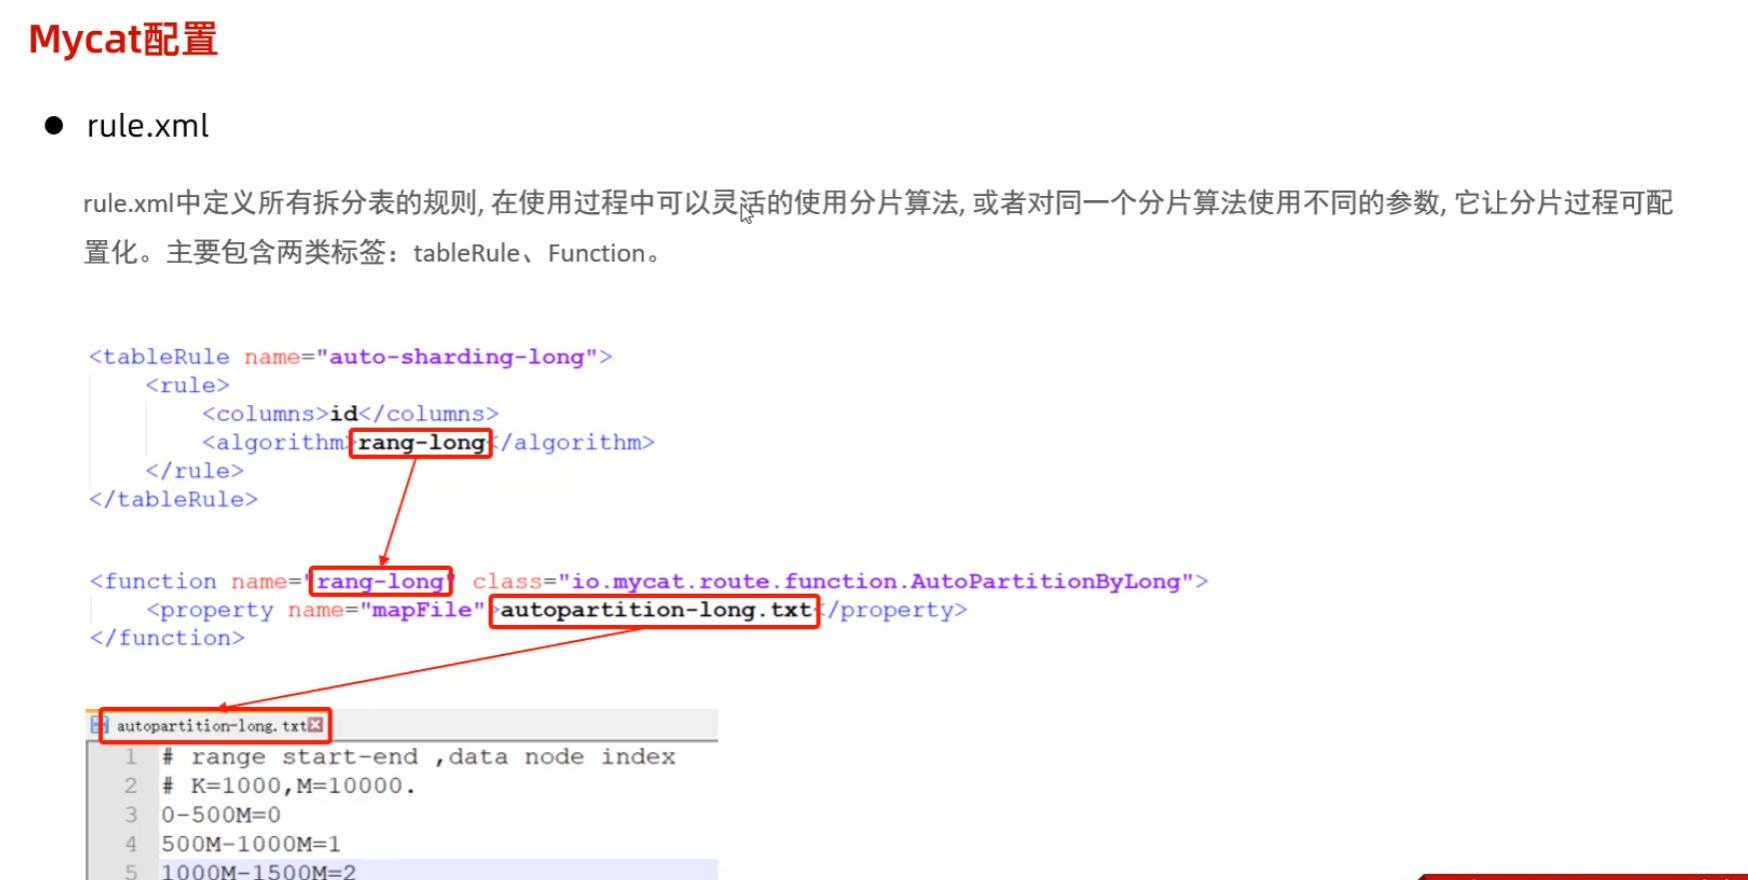 Mycat配置
● rule.xml
rule.xml中定义所有拆分表的规则, 在使用过程中可以灵活的使用分片算法, 或者对同一个分片算法使用不同的参数, 它让分片过程可配
置化。主要包含两类标签：tableRule、Function。
<tableRule name="auto-sharding-long">
<rule>
<columns>id</columns>
<algorithm>rang-long</algorithm>
</rule>
</tableRule>
<function name="rang-long" class="io.mycat.route.function.AutoPartitionByLong">
<property name="mapFile">autopartition-long.txt</property>
</function>
autopartition-long.txt
1 # range start-end ,data node index
2 # K=1000,M=10000.
3 0-500M=0
4 500M-1000M=1
5 1000M-1500M=2